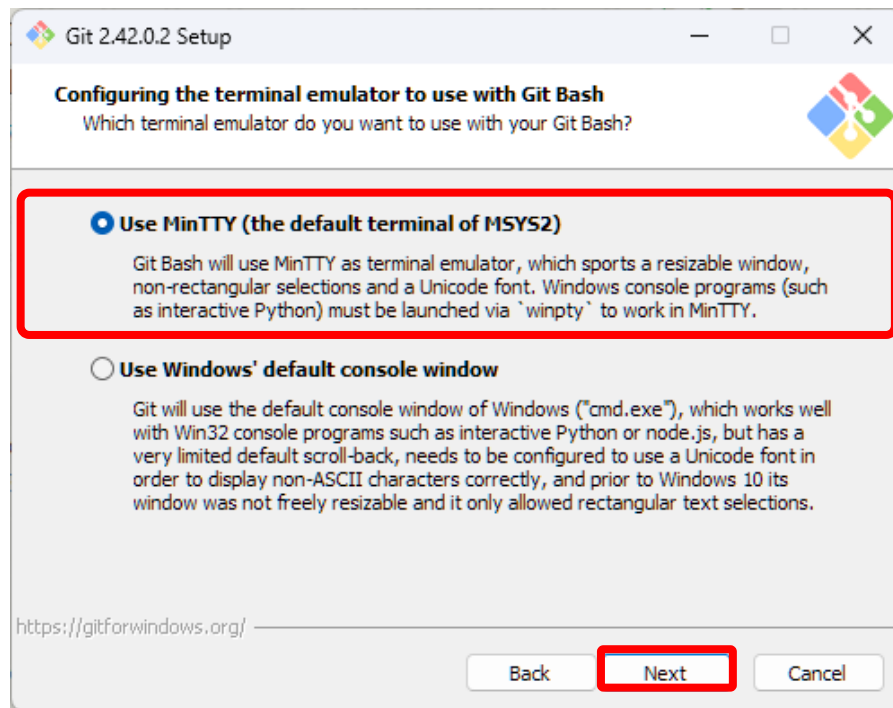 Git 2.42.0.2 Setup
Configuring the terminal emulator to use with Git Bash
Which terminal emulator do you want to use with your Git Bash?
Use MinTTY (the default terminal of MSYS2)
Git Bash will use MinTTY as terminal emulator, which sports a resizable window,
non-rectangular selections and a Unicode font. Windows console programs (such
as interactive Python) must be launched via `winpty` to work in MinTTY.
Use Windows' default console window
Git will use the default console window of Windows ("cmd.exe"), which works well
with Win32 console programs such as interactive Python or node.js, but has a
very limited default scroll-back, needs to be configured to use a Unicode font in
order to display non-ASCII characters correctly, and prior to Windows 10 its
window was not freely resizable and it only allowed rectangular text selections.
https://gitforwindows.org/
Back Next Cancel